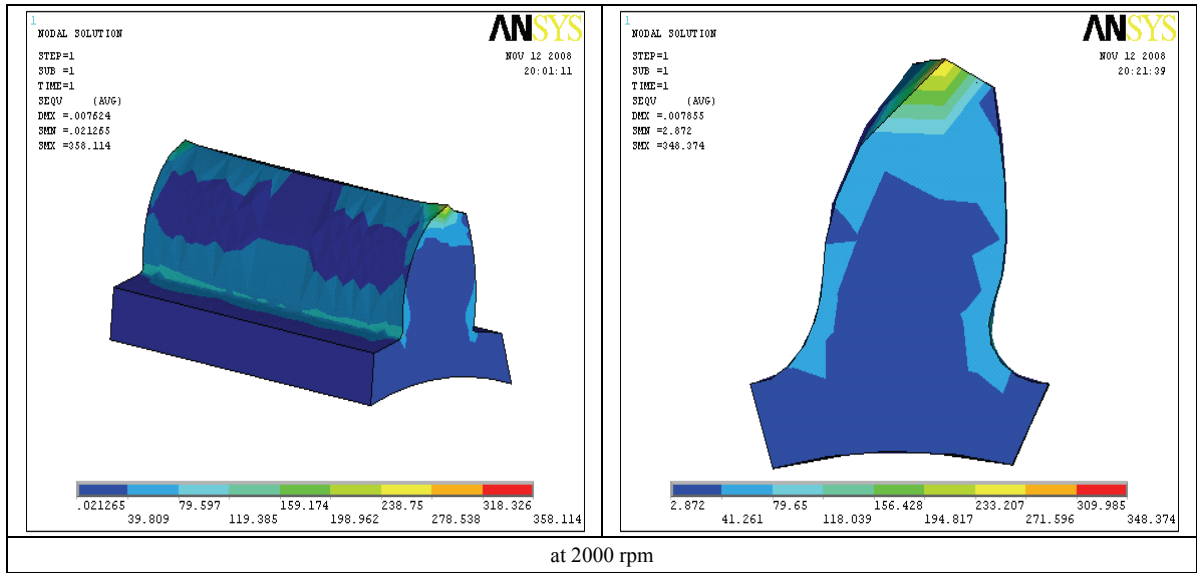 1
NODAL SOLUTION
STEP=1
SUB =1
TIME=1
SEQV (AVG)
DMX =.007624
SMN =.021265
SMX =358.114
ANSYS
NOV 12 2008
20:01:11
.021265 79.597 159.174 238.75 318.326
39.809 119.385 198.962 278.538 358.114
1
NODAL SOLUTION
STEP=1
SUB =1
TIME=1
SEQV (AVG)
DMX =.007855
SMN =2.872
SMX =348.374
ANSYS
NOV 12 2008
20:21:39
2.872 79.65 156.428 233.207 309.985
41.261 118.039 194.817 271.596 348.374
at 2000 rpm